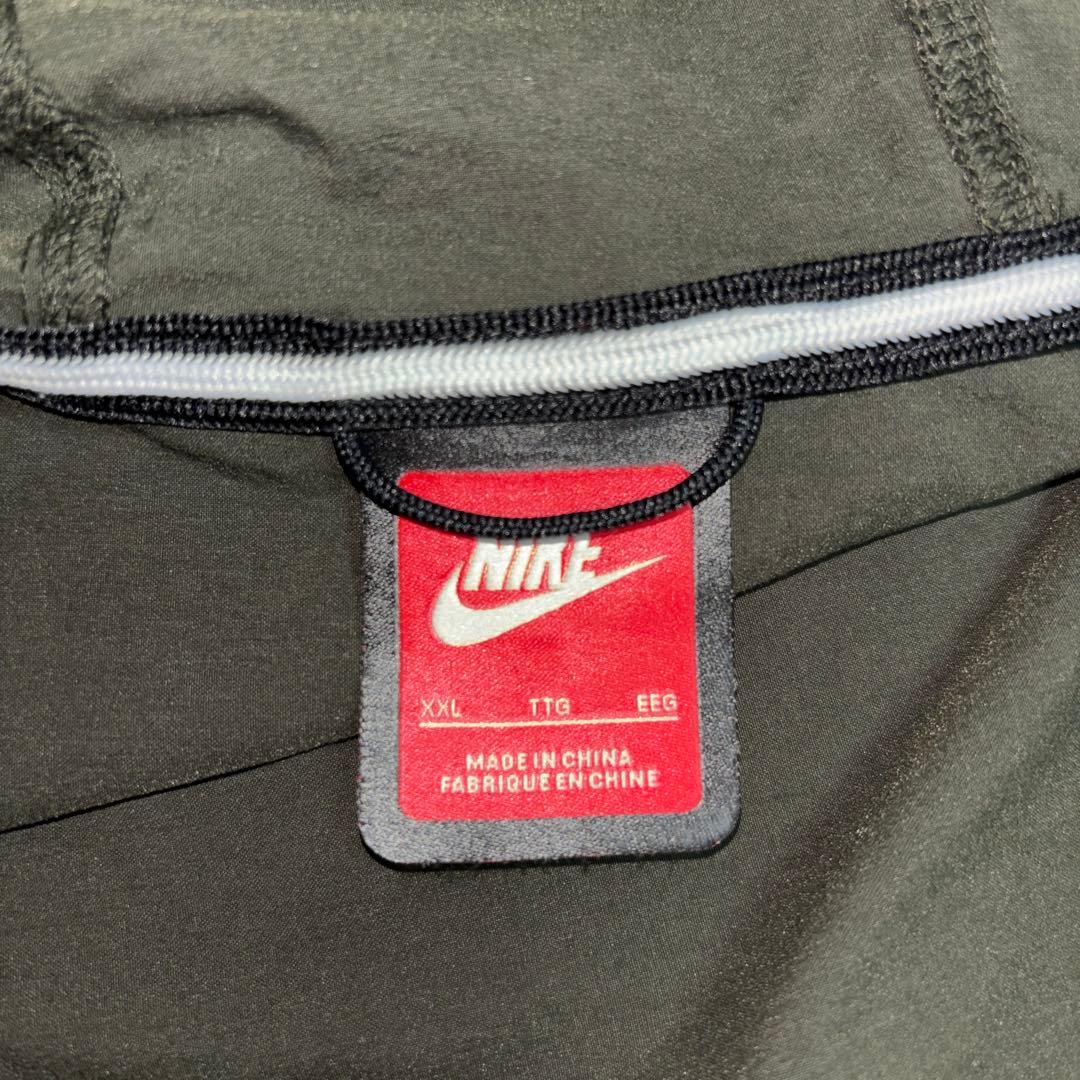 NIKE
XXL TTG EEG
MADE IN CHINA
FABRIQUE EN CHINE